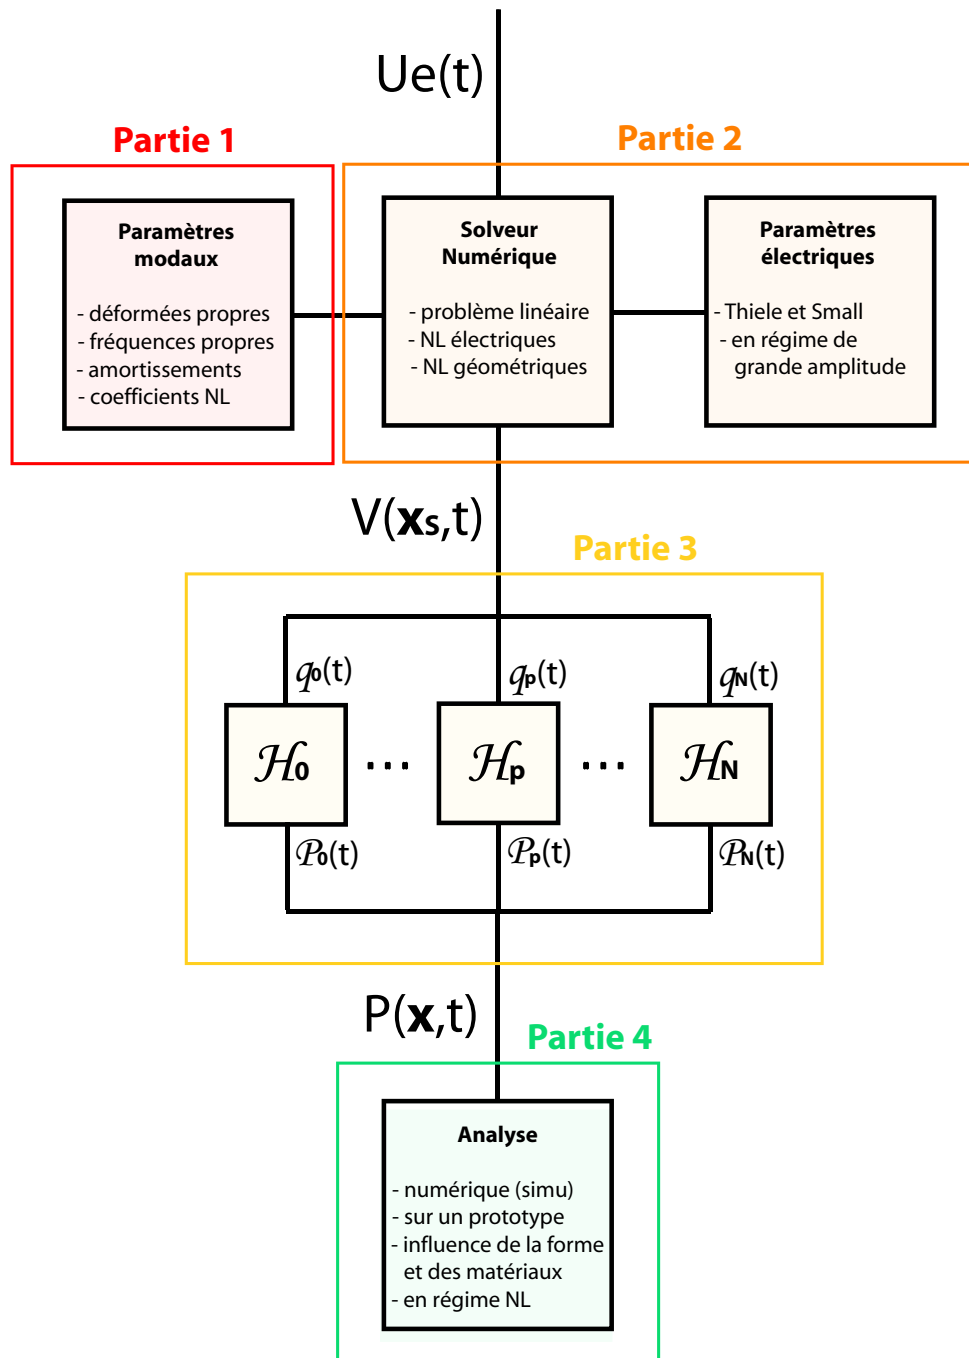 Ue(t)
Partie 1
Partie 2
Paramètres
modaux
- déformées propres
- fréquences propres
- amortissements
- coefficients NL
Solveur
Numérique
- problème linéaire
- NL électriques
- NL géométriques
Paramètres
électriques
- Thiele et Small
- en régime de
grande amplitude
V(xs,t)
Partie 3
q0(t)
qp(t)
qN(t)
H0
...
Hp
...
HN
P0(t)
Pp(t)
PN(t)
P(x,t)
Partie 4
Analyse
- numérique (simu)
- sur un prototype
- influence de la forme
et des matériaux
- en régime NL